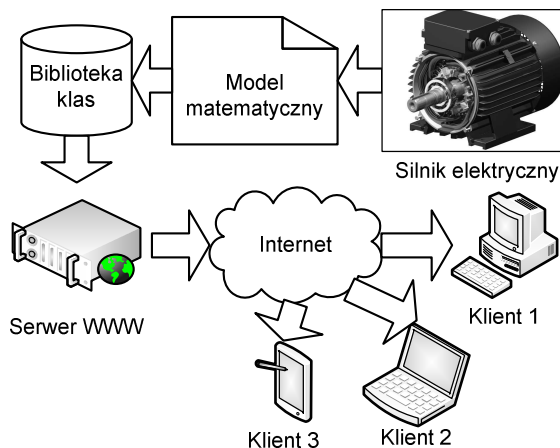 Biblioteka
klas
Model
matematyczny
Silnik elektryczny
Serwer WWW
Internet
Klient 1
Klient 3
Klient 2